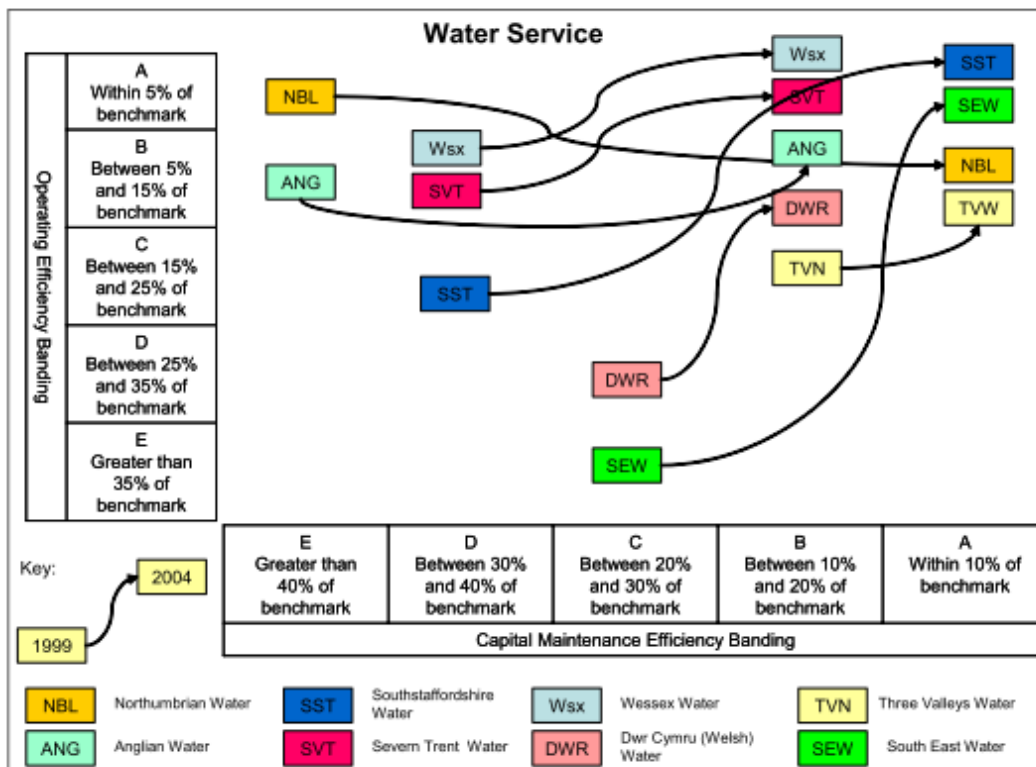 Water Service
Operating Efficiency Banding
A
Within 5% of
benchmark
B
Between 5%
and 15% of
benchmark
C
Between 15%
and 25% of
benchmark
D
Between 25%
and 35% of
benchmark
E
Greater than
35% of
benchmark
Wsx
SST
NBL
SVT
SEW
Wsx
ANG
NBL
ANG
SVT
DWR
TVW
SST
TVN
DWR
SEW
E
Greater than
40% of
benchmark
D
Between 30%
and 40% of
benchmark
C
Between 20%
and 30% of
benchmark
B
Between 10%
and 20% of
benchmark
A
Within 10% of
benchmark
Capital Maintenance Efficiency Banding
Key:
2004
1999
NBL
Northumbrian Water
SST
Southstaffordshire
Water
Wsx
Wessex Water
TVN
Three Valleys Water
ANG
Anglian Water
SVT
Severn Trent Water
DWR
Dwr Cymru (Welsh)
Water
SEW
South East Water